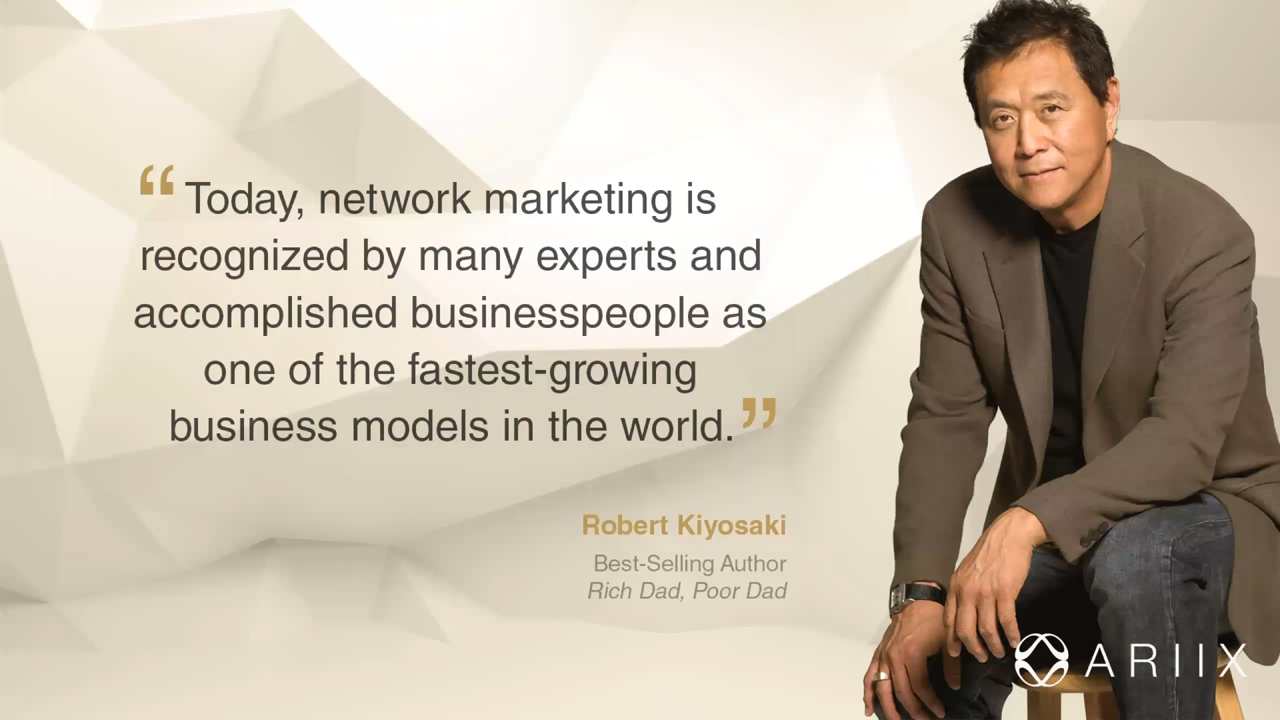 “Today, network marketing is
recognized by many experts and
accomplished businesspeople as
one of the fastest-growing
business models in the world.”
Robert Kiyosaki
Best-Selling Author
Rich Dad, Poor Dad
ARIIX